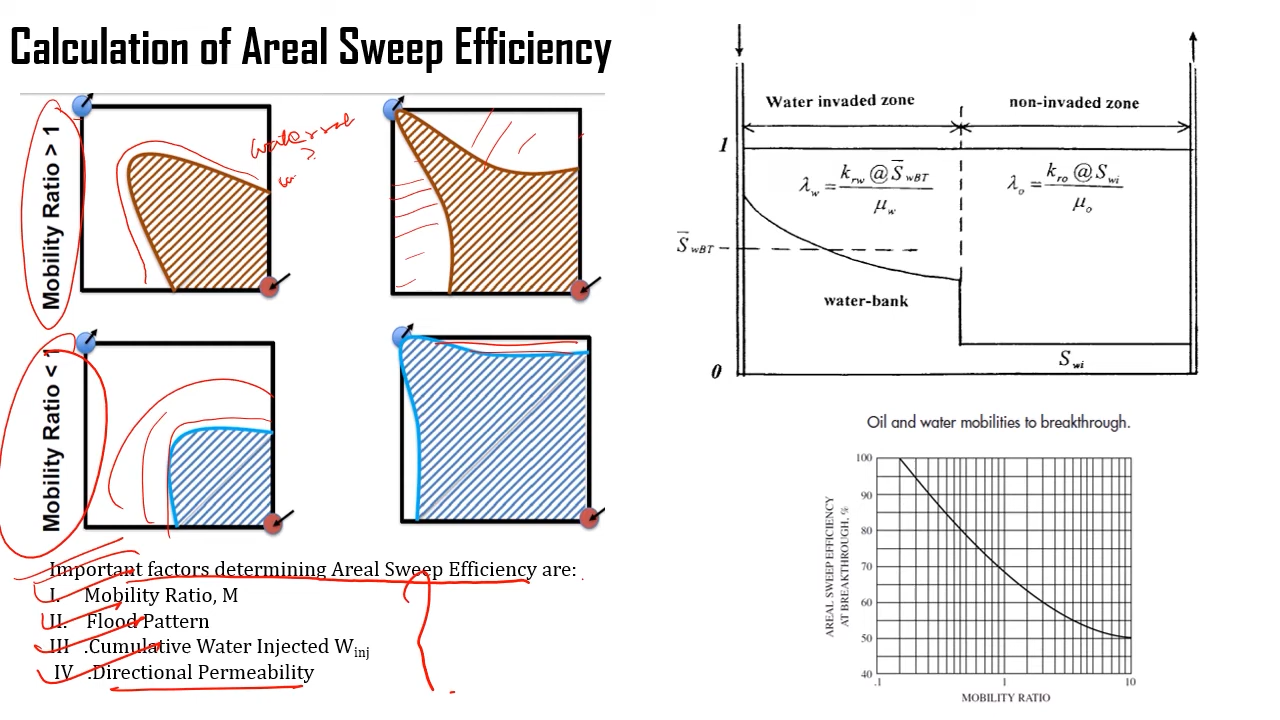 Calculation of Areal Sweep Efficiency
Mobility Ratio > 1
Mobility Ratio < 1
Important factors determining Areal Sweep Efficiency are:
I. Mobility Ratio, M
II. Flood Pattern
III .Cumulative Water Injected Winj
IV .Directional Permeability
Water invaded zone
non-invaded zone
1
λw = krw @ S̅wBT / μw
λo = kro @ Swi / μo
S̅wBT
water-bank
Swi
0
Oil and water mobilities to breakthrough.
AREAL SWEEP EFFICIENCY
AT BREAKTHROUGH, %
100
90
80
70
60
50
40
.1
1
10
MOBILITY RATIO